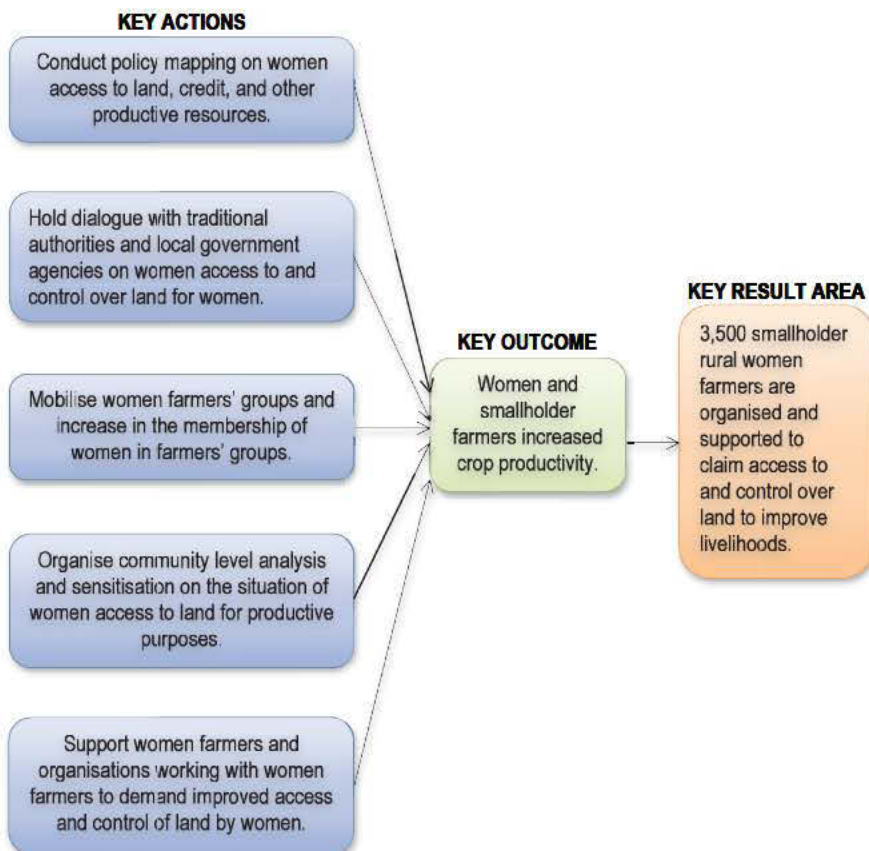 KEY ACTIONS
Conduct policy mapping on women
access to land, credit, and other
productive resources.
Hold dialogue with traditional
authorities and local government
agencies on women access to and
control over land for women.
Mobilise women farmers' groups and
increase in the membership of
women in farmers' groups.
Organise community level analysis
and sensitisation on the situation of
women access to land for productive
purposes.
Support women farmers and
organisations working with women
farmers to demand improved access
and control of land by women.
KEY OUTCOME
Women and
smallholder
farmers increased
crop productivity.
KEY RESULT AREA
3,500 smallholder
rural women
farmers are
organised and
supported to
claim access to
and control over
land to improve
livelihoods.